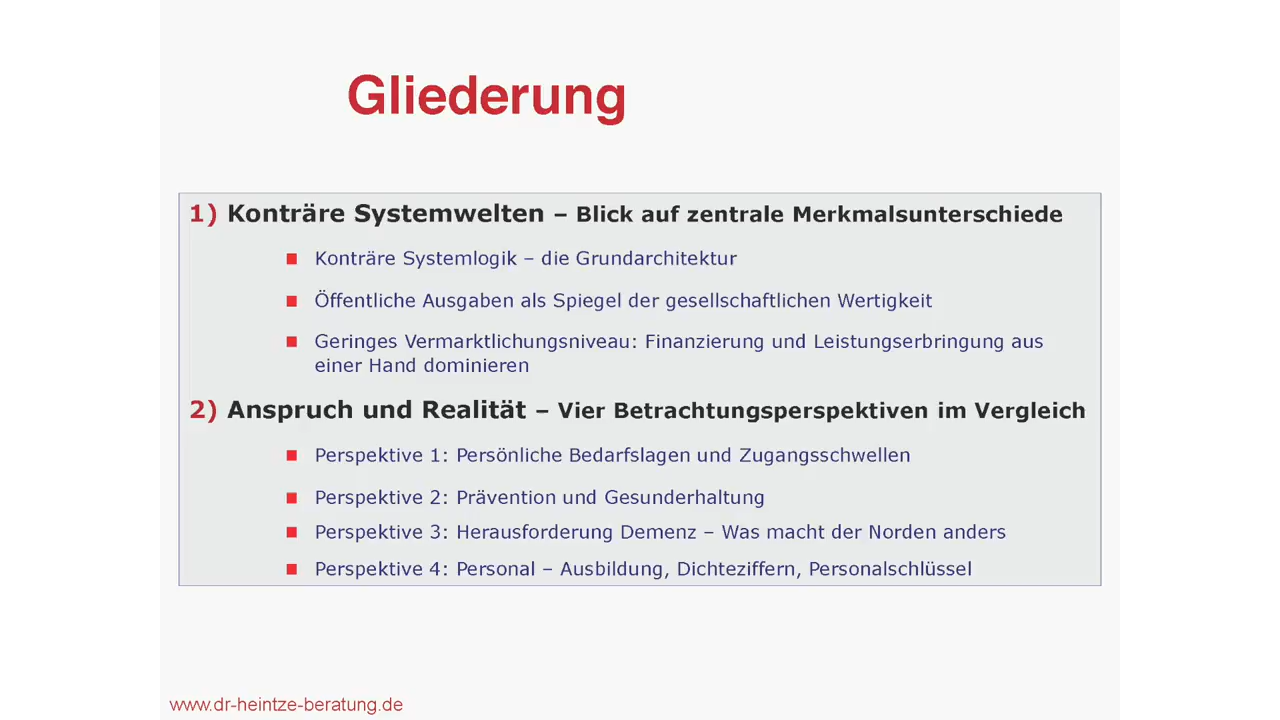 Gliederung
1) Konträre Systemwelten – Blick auf zentrale Merkmalsunterschiede
■ Konträre Systemlogik – die Grundarchitektur
■ Öffentliche Ausgaben als Spiegel der gesellschaftlichen Wertigkeit
■ Geringes Vermarktlichungsniveau: Finanzierung und Leistungserbringung aus
einer Hand dominieren
2) Anspruch und Realität – Vier Betrachtungsperspektiven im Vergleich
■ Perspektive 1: Persönliche Bedarfslagen und Zugangsschwellen
■ Perspektive 2: Prävention und Gesunderhaltung
■ Perspektive 3: Herausforderung Demenz – Was macht der Norden anders
■ Perspektive 4: Personal – Ausbildung, Dichteziffern, Personalschlüssel
www.dr-heintze-beratung.de